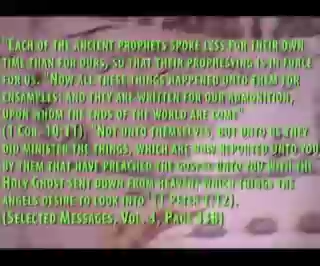 "Each of the ancient prophets spoke less for their own
time than for ours, so that their prophesying is in force
for us. "Now all these things happened unto them for
ensamples: and they are written for our admonition,
upon whom the ends of the world are come"
(1 Cor. 10:11). "Not unto themselves, but unto us they
did minister the things, which are now reported unto you
by them that have preached the gospel unto you with the
Holy Ghost sent down from heaven; which things the
angels desire to look into" (1 Peter 1:12).
(Selected Messages, Vol. 3, Page 338)